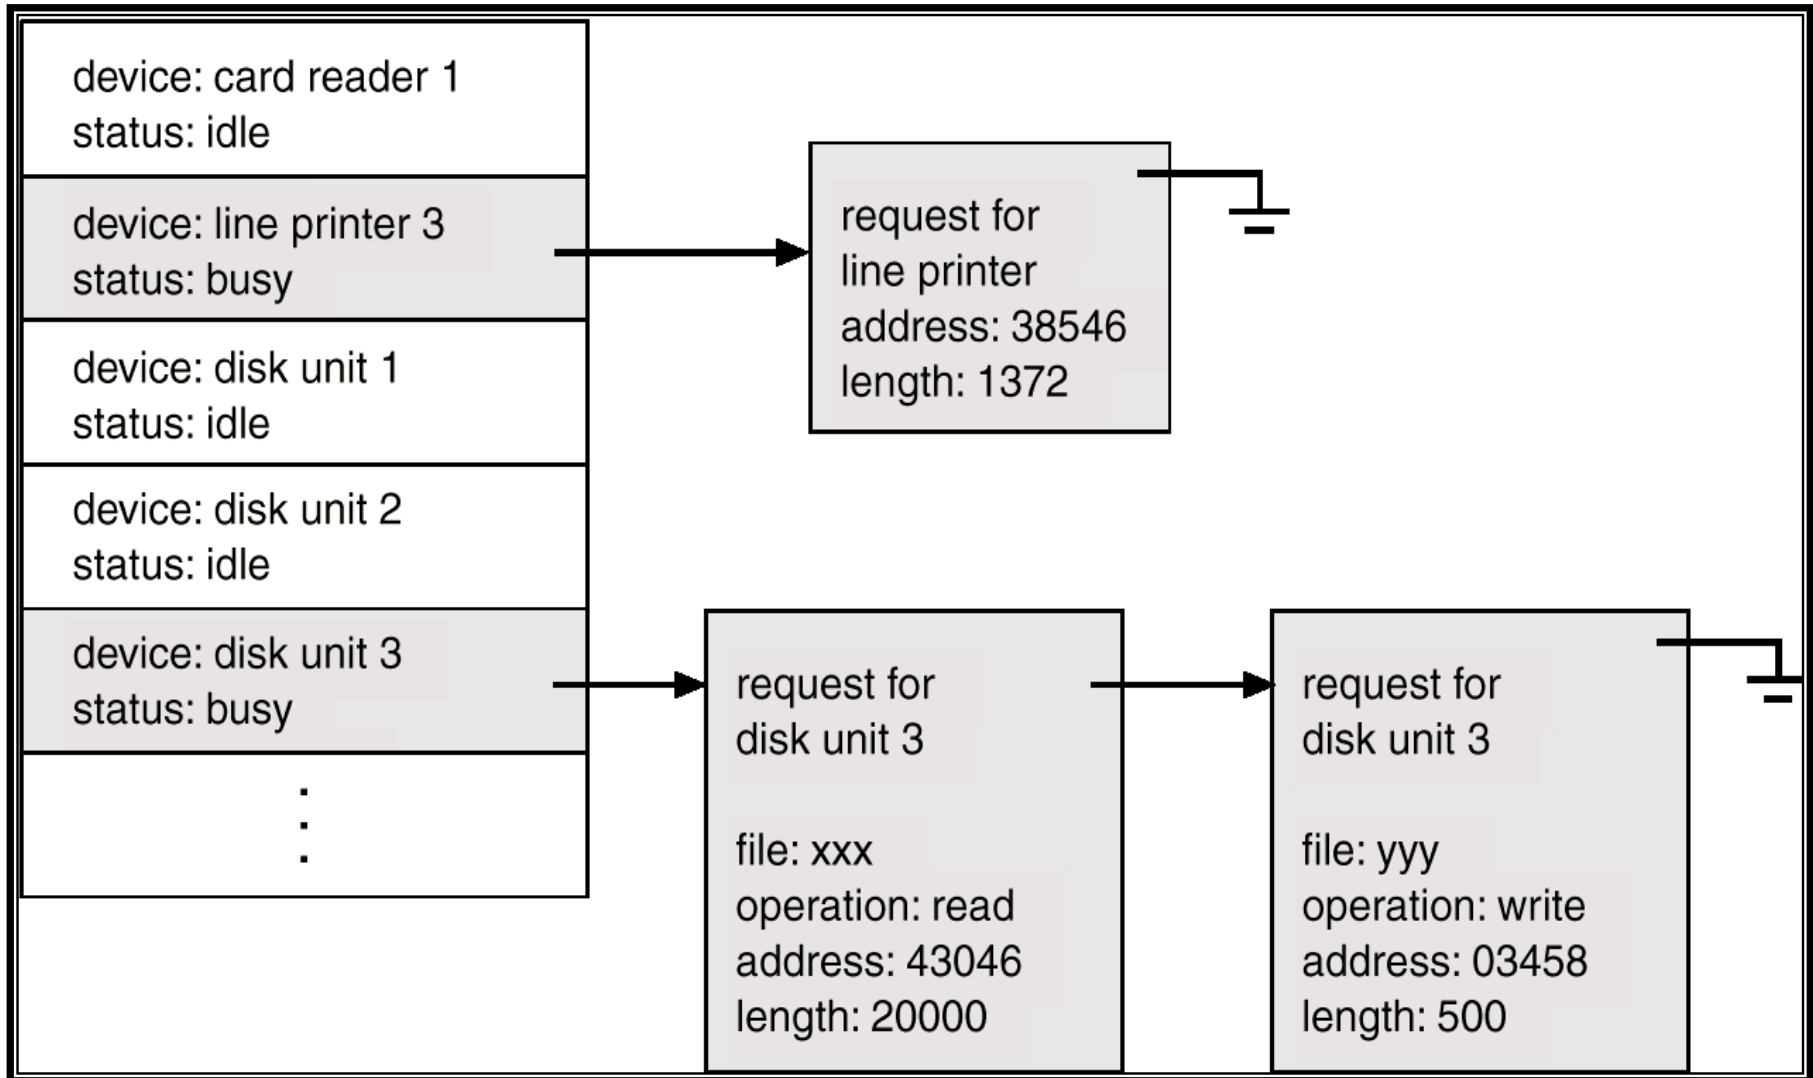 device: card reader 1
status: idle
device: line printer 3
status: busy
device: disk unit 1
status: idle
device: disk unit 2
status: idle
device: disk unit 3
status: busy
request for
line printer
address: 38546
length: 1372
request for
disk unit 3
file: xxx
operation: read
address: 43046
length: 20000
request for
disk unit 3
file: yyy
operation: write
address: 03458
length: 500